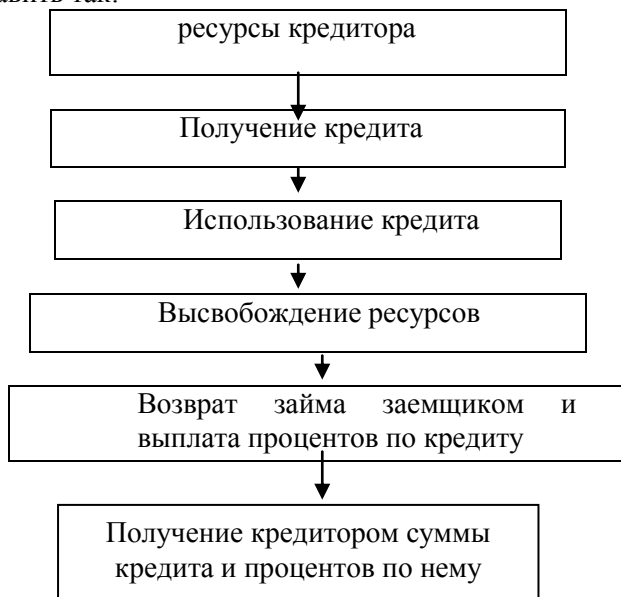 ресурсы кредитора
Получение кредита
Использование кредита
Высвобождение ресурсов
Возврат займа заемщиком и
выплата процентов по кредиту
Получение кредитором суммы
кредита и процентов по нему